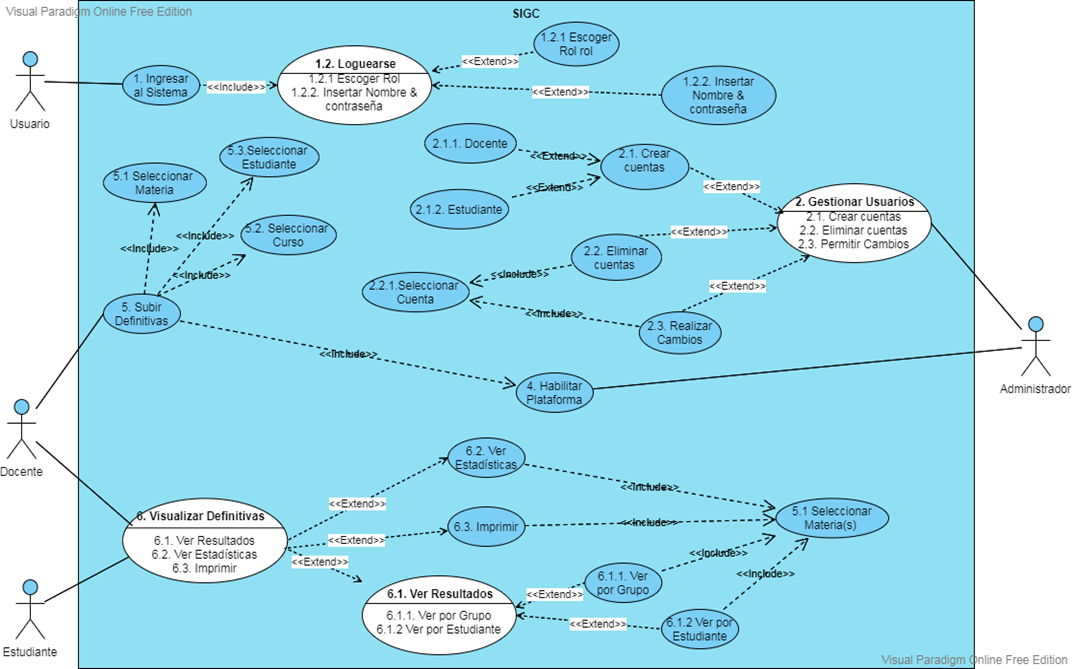 Visual Paradigm Online Free Edition
SIGC
Usuario
1. Ingresar
al Sistema
<<Include>>
1.2. Loguearse
1.2.1 Escoger Rol
1.2.2. Insertar Nombre &
contraseña
<<Extend>>
1.2.1 Escoger
Rol rol
<<Extend>>
1.2.2. Insertar
Nombre &
contraseña
5.1 Seleccionar
Materia
5.3.Seleccionar
Estudiante
5.2. Seleccionar
Curso
<<Include>>
<<Include>>
<<Include>>
5. Subir
Definitivas
<<Include>>
2.1.1. Docente
<<Extend>>
2.1.2. Estudiante
<<Extend>>
2.1. Crear
cuentas
<<Extend>>
2. Gestionar Usuarios
2.1. Crear cuentas
2.2. Eliminar cuentas
2.3. Permitir Cambios
<<Extend>>
2.2. Eliminar
cuentas
<<Include>>
2.2.1.Seleccionar
Cuenta
<<Include>>
<<Extend>>
2.3. Realizar
Cambios
4. Habilitar
Plataforma
Administrador
Docente
6. Visualizar Definitivas
6.1. Ver Resultados
6.2. Ver Estadísticas
6.3. Imprimir
<<Extend>>
<<Extend>>
<<Extend>>
6.2. Ver
Estadísticas
<<Include>>
6.3. Imprimir
<<Include>>
5.1 Seleccionar
Materia(s)
6.1. Ver Resultados
6.1.1. Ver por Grupo
6.1.2 Ver por Estudiante
<<Extend>>
6.1.1. Ver
por Grupo
<<Include>>
<<Extend>>
6.1.2 Ver por
Estudiante
<<Include>>
Estudiante
Visual Paradigm Online Free Edition